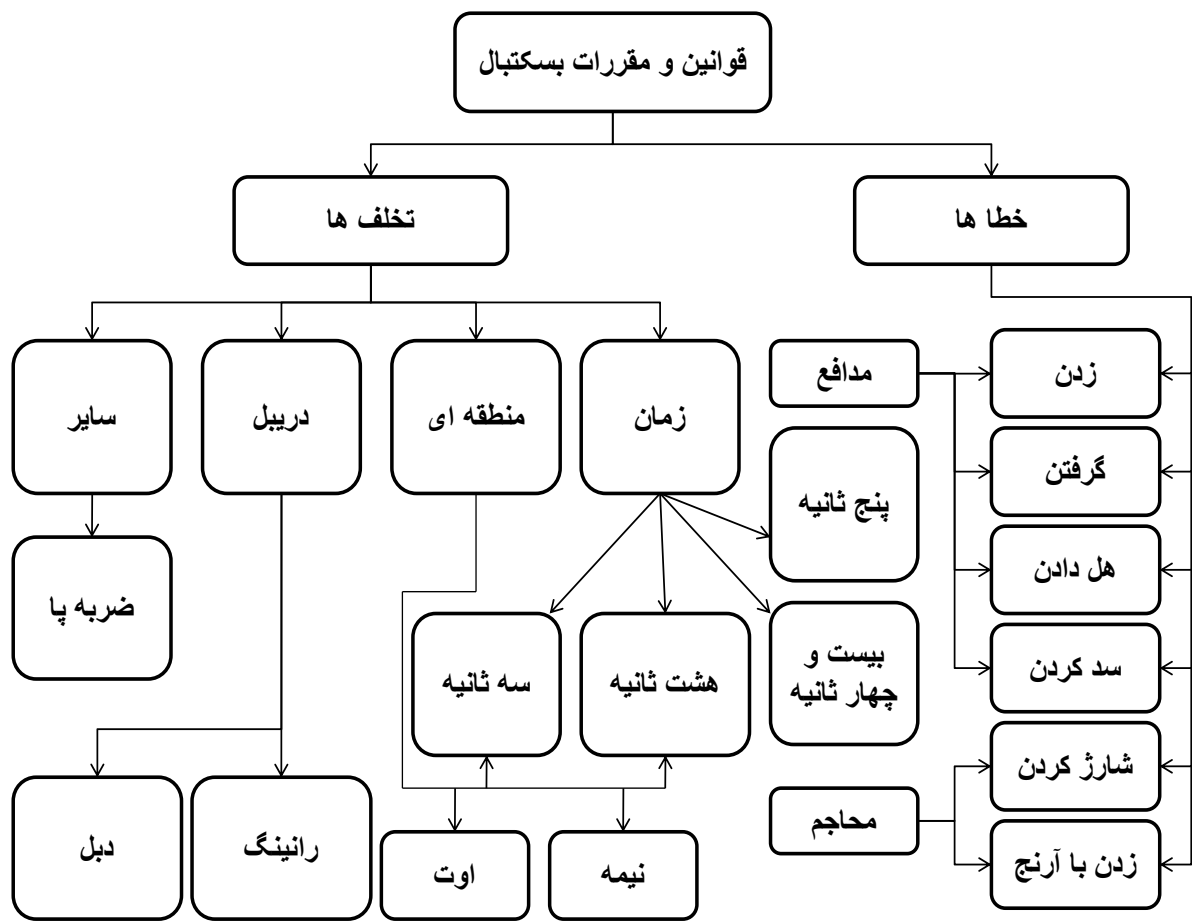 قوانین و مقررات بسکتبال
خطا ها
تخلف ها
زدن
مدافع
زمان
منطقه ای
دریبل
سایر
گرفتن
پنج ثانیه
هل دادن
ضربه پا
سد کردن
بیست و
چهار ثانیه
هشت ثانیه
سه ثانیه
شارژ کردن
محاجم
زدن با آرنج
نیمه
اوت
رانینگ
دبل